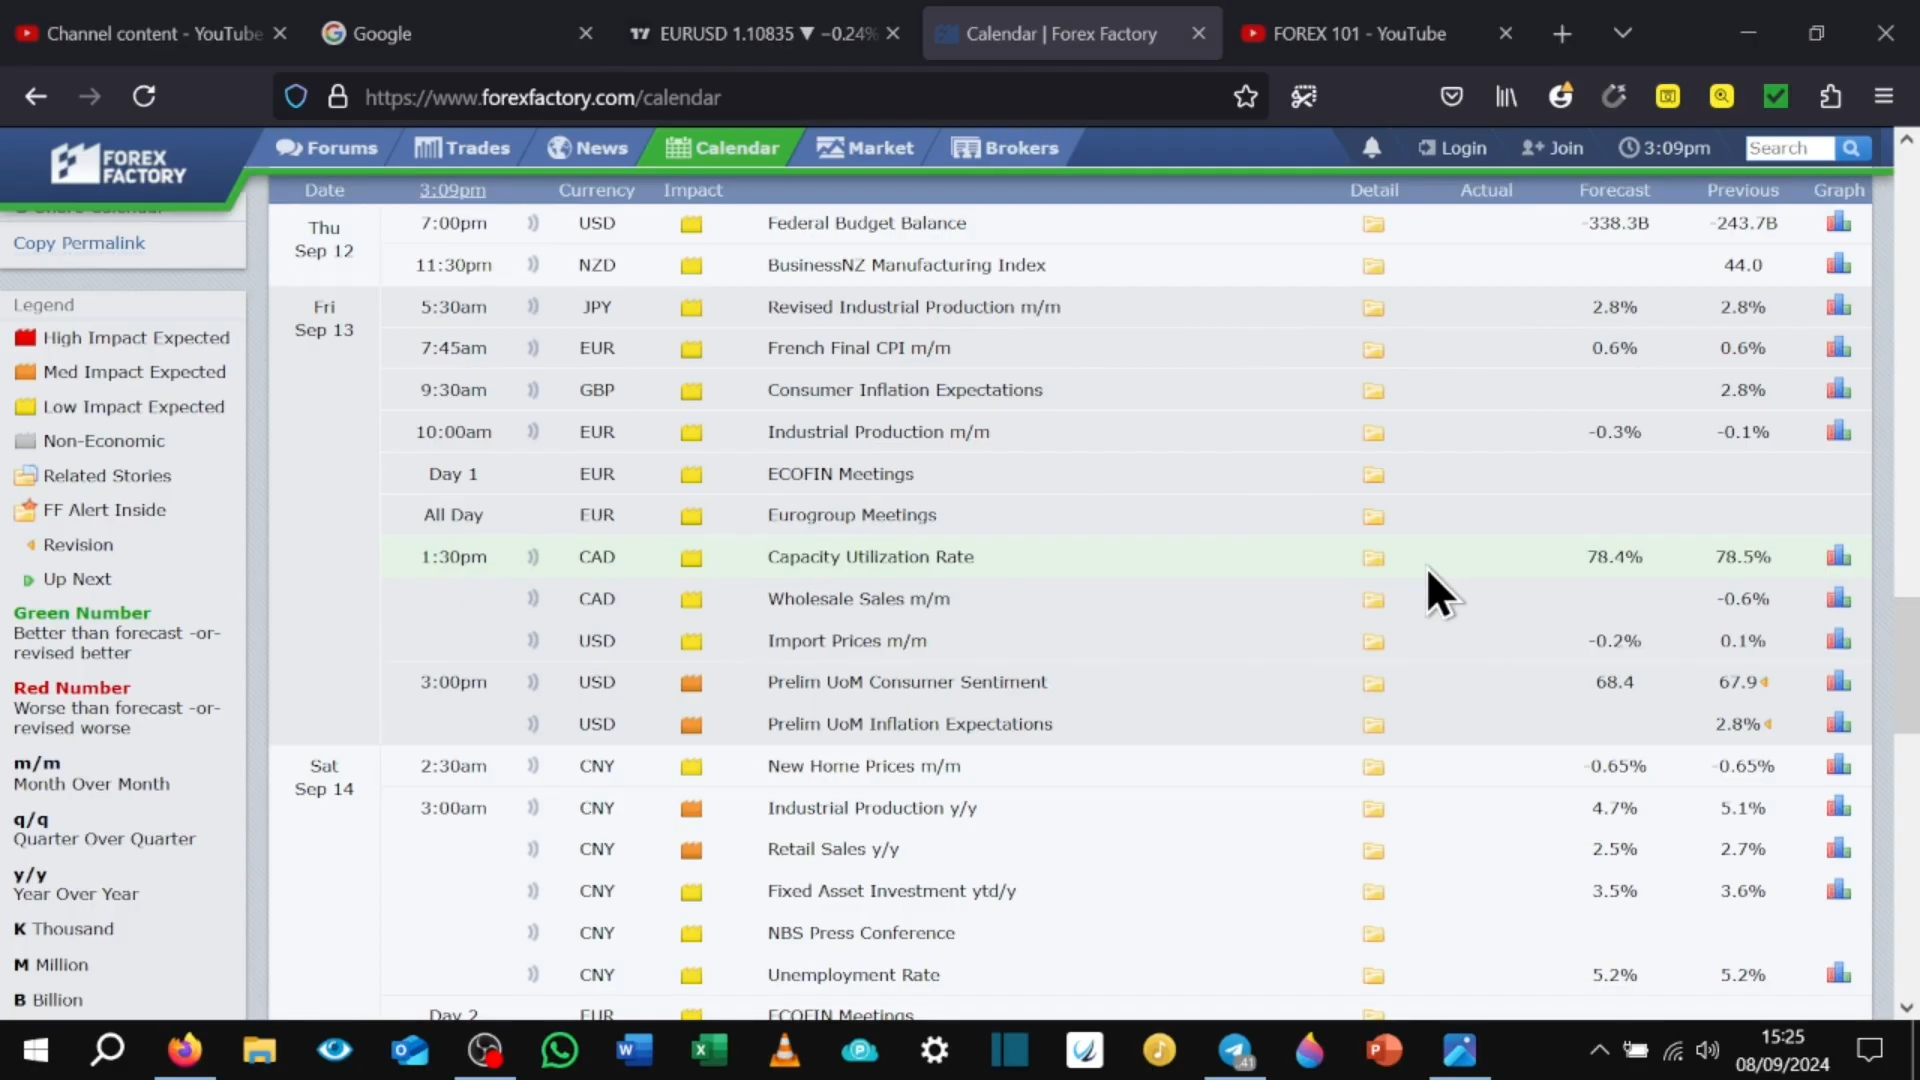 Channel content - YouTube
Google
EURUSD 1.10835 ▼ −0.24%
Calendar | Forex Factory
FOREX 101 - YouTube
https://www.forexfactory.com/calendar
FOREX FACTORY
Forums
Trades
News
Calendar
Market
Brokers
Login
Join
3:09pm
Search
Date 3:09pm Currency Impact Detail Actual Forecast Previous Graph
Copy Permalink
Legend
High Impact Expected
Med Impact Expected
Low Impact Expected
Non-Economic
Related Stories
FF Alert Inside
Revision
Up Next
Green Number
Better than forecast -or-
revised better
Red Number
Worse than forecast -or-
revised worse
m/m
Month Over Month
q/q
Quarter Over Quarter
y/y
Year Over Year
K Thousand
M Million
B Billion
Thu
Sep 12
7:00pm USD Federal Budget Balance -338.3B -243.7B
11:30pm NZD BusinessNZ Manufacturing Index 44.0
Fri
Sep 13
5:30am JPY Revised Industrial Production m/m 2.8% 2.8%
7:45am EUR French Final CPI m/m 0.6% 0.6%
9:30am GBP Consumer Inflation Expectations 2.8%
10:00am EUR Industrial Production m/m -0.3% -0.1%
Day 1 EUR ECOFIN Meetings
All Day EUR Eurogroup Meetings
1:30pm CAD Capacity Utilization Rate 78.4% 78.5%
CAD Wholesale Sales m/m -0.6%
USD Import Prices m/m -0.2% 0.1%
3:00pm USD Prelim UoM Consumer Sentiment 68.4 67.9
USD Prelim UoM Inflation Expectations 2.8%
Sat
Sep 14
2:30am CNY New Home Prices m/m -0.65% -0.65%
3:00am CNY Industrial Production y/y 4.7% 5.1%
CNY Retail Sales y/y 2.5% 2.7%
CNY Fixed Asset Investment ytd/y 3.5% 3.6%
CNY NBS Press Conference
CNY Unemployment Rate 5.2% 5.2%
Day 2 EUR ECOFIN Meetings
41
15:25
08/09/2024